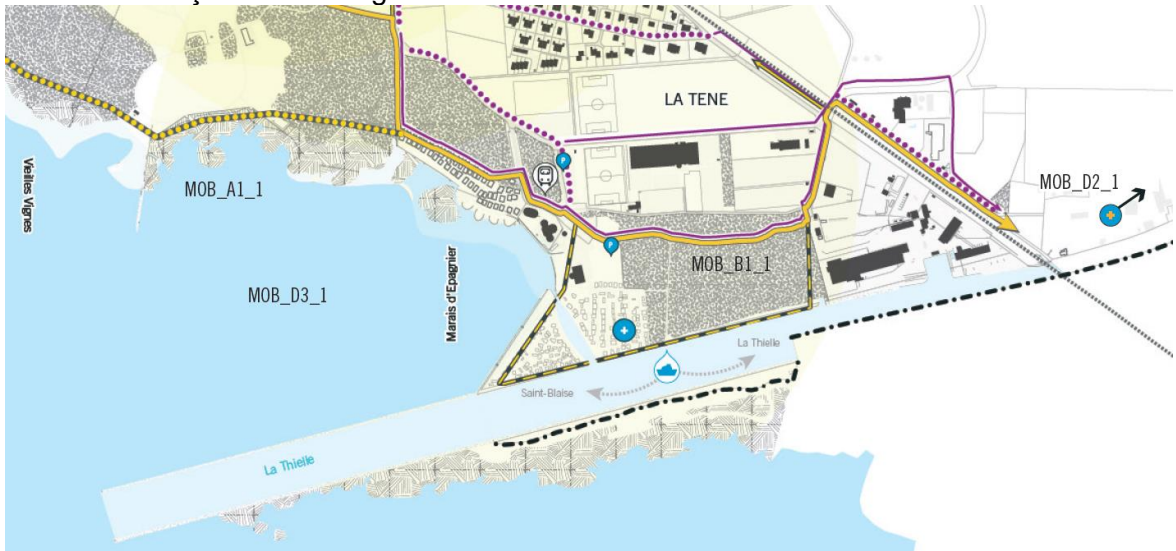 LA TENE
P
MOB_D2_1
MOB_A1_1
Vieilles Vignes
P
MOB_B1_1
Marais d'Epagnier
MOB_D3_1
La Thielle
Saint-Blaise
La Thielle